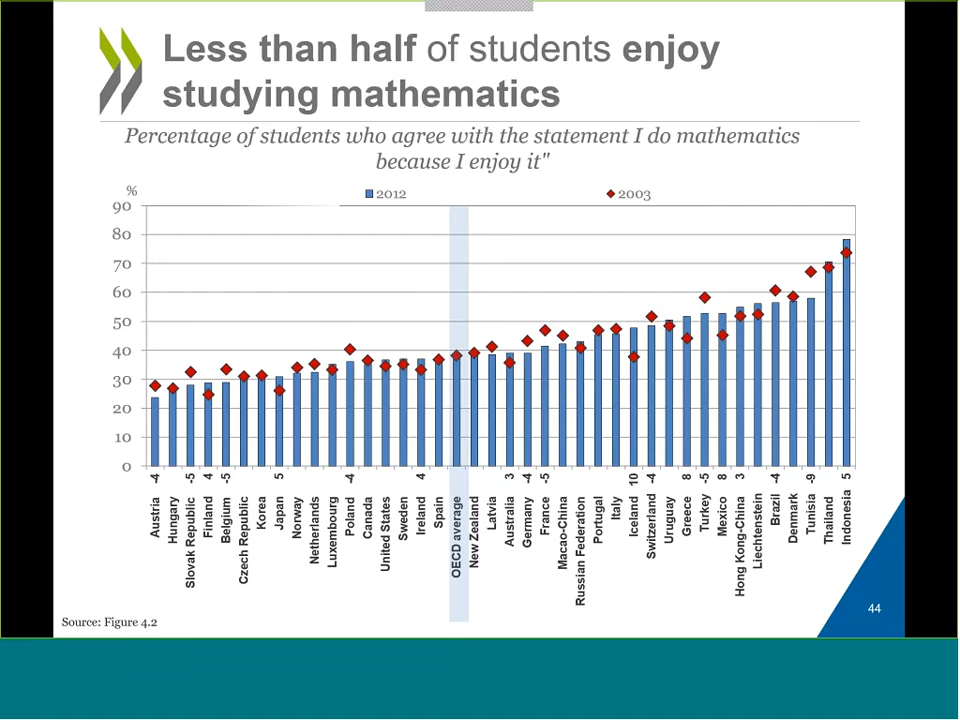 Less than half of students enjoy
studying mathematics
Percentage of students who agree with the statement I do mathematics
because I enjoy it"
%
2012
2003
90
80
70
60
50
40
30
20
10
0
Austria -4
Hungary
Slovak Republic -5
Finland 4
Belgium -5
Czech Republic
Korea
Japan 5
Norway
Netherlands
Luxembourg
Poland -4
Canada
United States
Sweden
Ireland 4
Spain
OECD average
New Zealand
Latvia
Australia 3
Germany -4
France -5
Macao-China
Russian Federation
Portugal
Italy
Iceland 10
Switzerland -4
Uruguay
Greece 8
Turkey -5
Mexico 8
Hong Kong-China 3
Liechtenstein
Brazil -4
Denmark
Tunisia -9
Thailand
Indonesia 5
Source: Figure 4.2
44